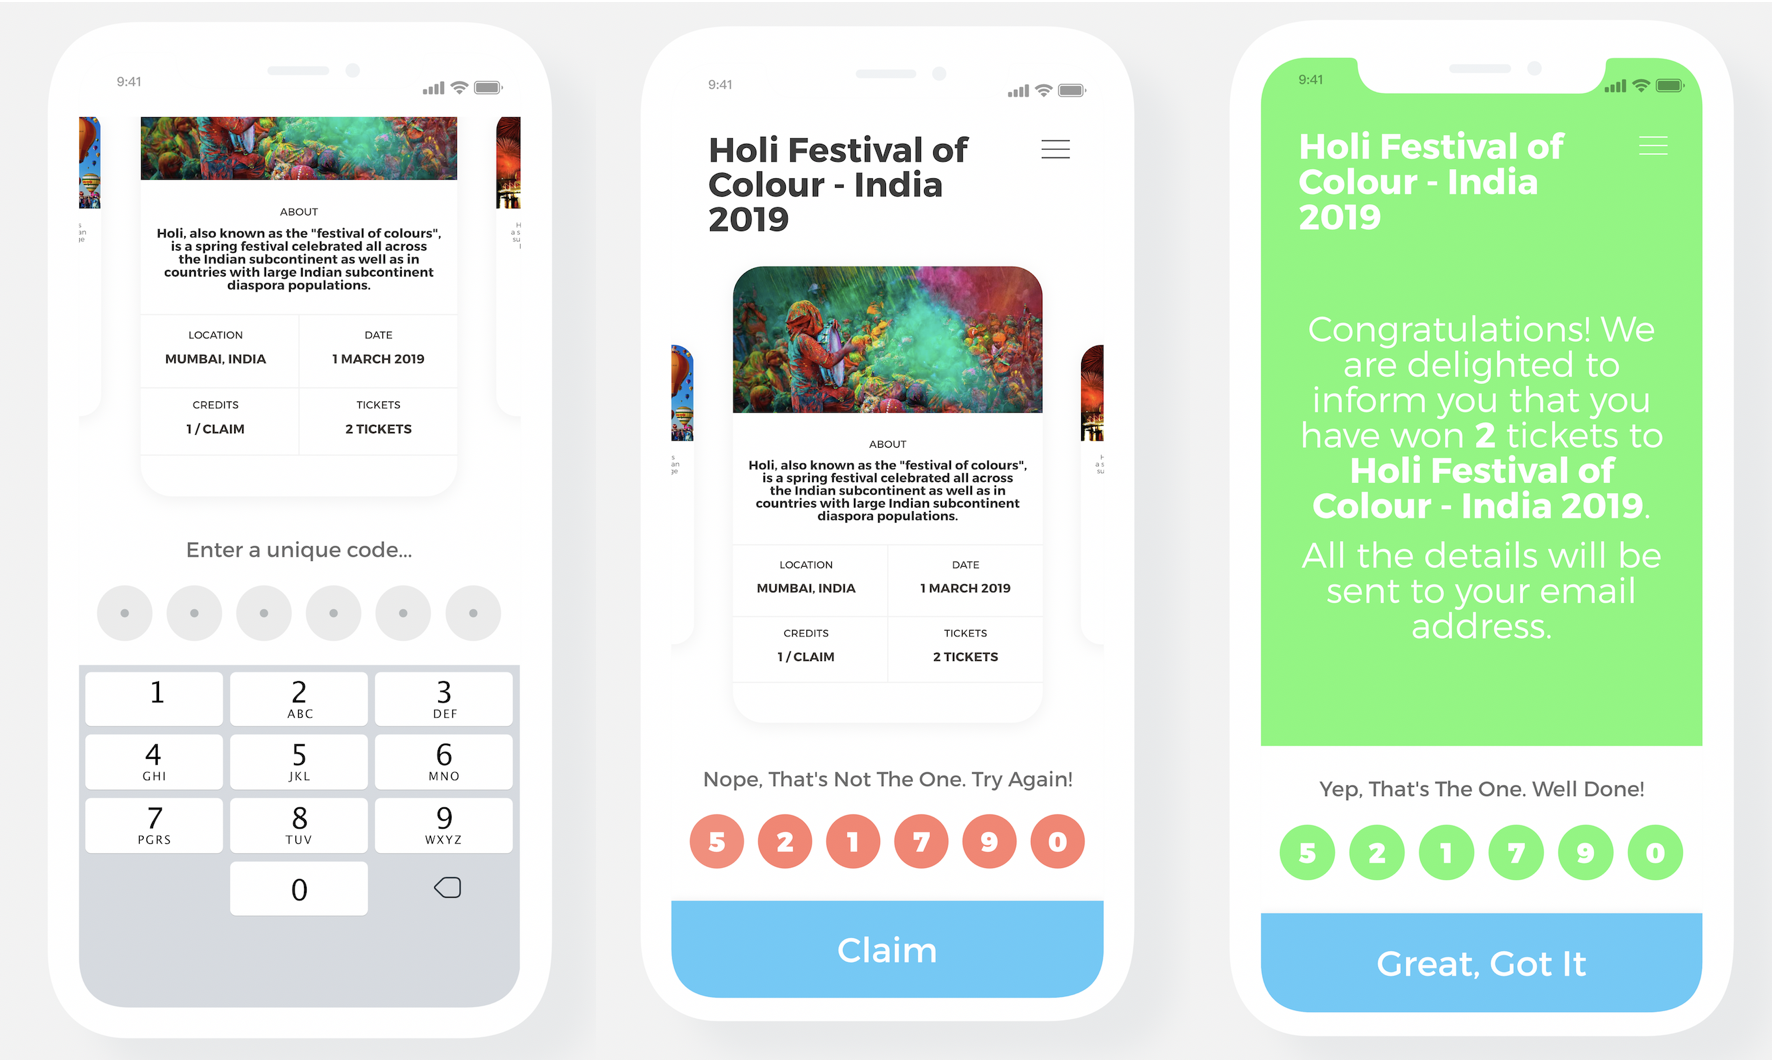 9:41
ABOUT
Holi, also known as the "festival of colours",
is a spring festival celebrated all across
the Indian subcontinent as well as in
countries with large Indian subcontinent
diaspora populations.
LOCATION
MUMBAI, INDIA
DATE
1 MARCH 2019
CREDITS
1 / CLAIM
TICKETS
2 TICKETS
Enter a unique code...
1
2
ABC
3
DEF
4
GHI
5
JKL
6
MNO
7
PGRS
8
TUV
9
WXYZ
0
9:41
Holi Festival of
Colour - India
2019
ABOUT
Holi, also known as the "festival of colours",
is a spring festival celebrated all across
the Indian subcontinent as well as in
countries with large Indian subcontinent
diaspora populations.
LOCATION
MUMBAI, INDIA
DATE
1 MARCH 2019
CREDITS
1 / CLAIM
TICKETS
2 TICKETS
Nope, That's Not The One. Try Again!
5 2 1 7 9 0
Claim
9:41
Holi Festival of
Colour - India
2019
Congratulations! We
are delighted to
inform you that you
have won 2 tickets to
Holi Festival of
Colour - India 2019.
All the details will be
sent to your email
address.
Yep, That's The One. Well Done!
5 2 1 7 9 0
Great, Got It